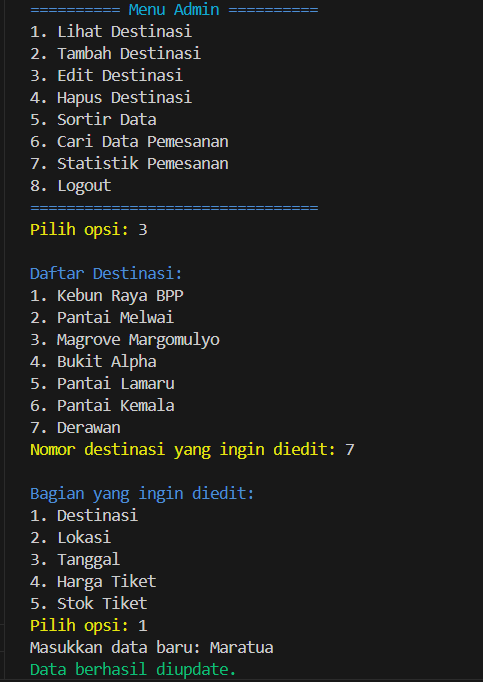 ========== Menu Admin ==========
1. Lihat Destinasi
2. Tambah Destinasi
3. Edit Destinasi
4. Hapus Destinasi
5. Sortir Data
6. Cari Data Pemesanan
7. Statistik Pemesanan
8. Logout
================================
Pilih opsi: 3
Daftar Destinasi:
1. Kebun Raya BPP
2. Pantai Melwai
3. Magrove Margomulyo
4. Bukit Alpha
5. Pantai Lamaru
6. Pantai Kemala
7. Derawan
Nomor destinasi yang ingin diedit: 7
Bagian yang ingin diedit:
1. Destinasi
2. Lokasi
3. Tanggal
4. Harga Tiket
5. Stok Tiket
Pilih opsi: 1
Masukkan data baru: Maratua
Data berhasil diupdate.